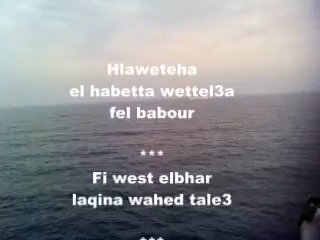 Hlaweteha
el habetta wettel3a
fel babour
***
Fi west elbhar
laqina wahed tale3
***